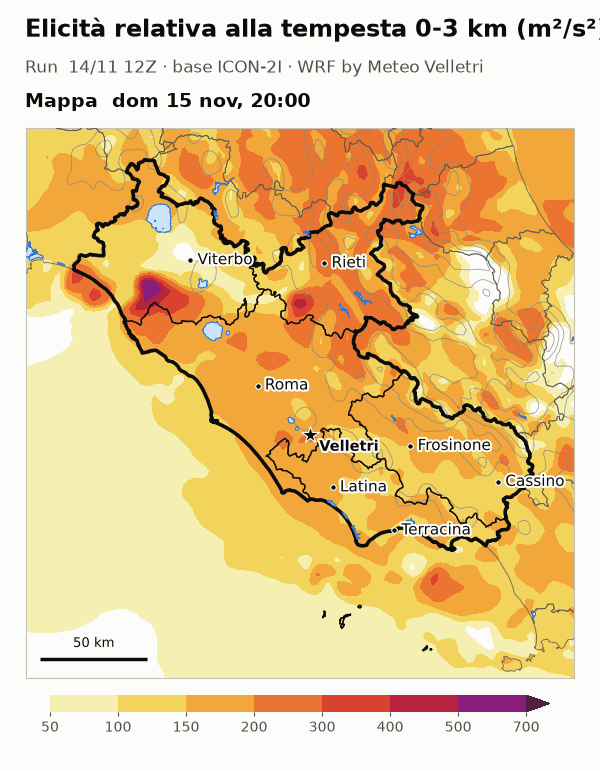 Elicità relativa alla tempesta 0-3 km (m²/s²)
Run 14/11 12Z · base ICON-2I · WRF by Meteo Velletri
Mappa dom 15 nov, 20:00
Viterbo
Rieti
Roma
Velletri
Frosinone
Cassino
Latina
Terracina
50 km
50 100 150 200 300 400 500 700